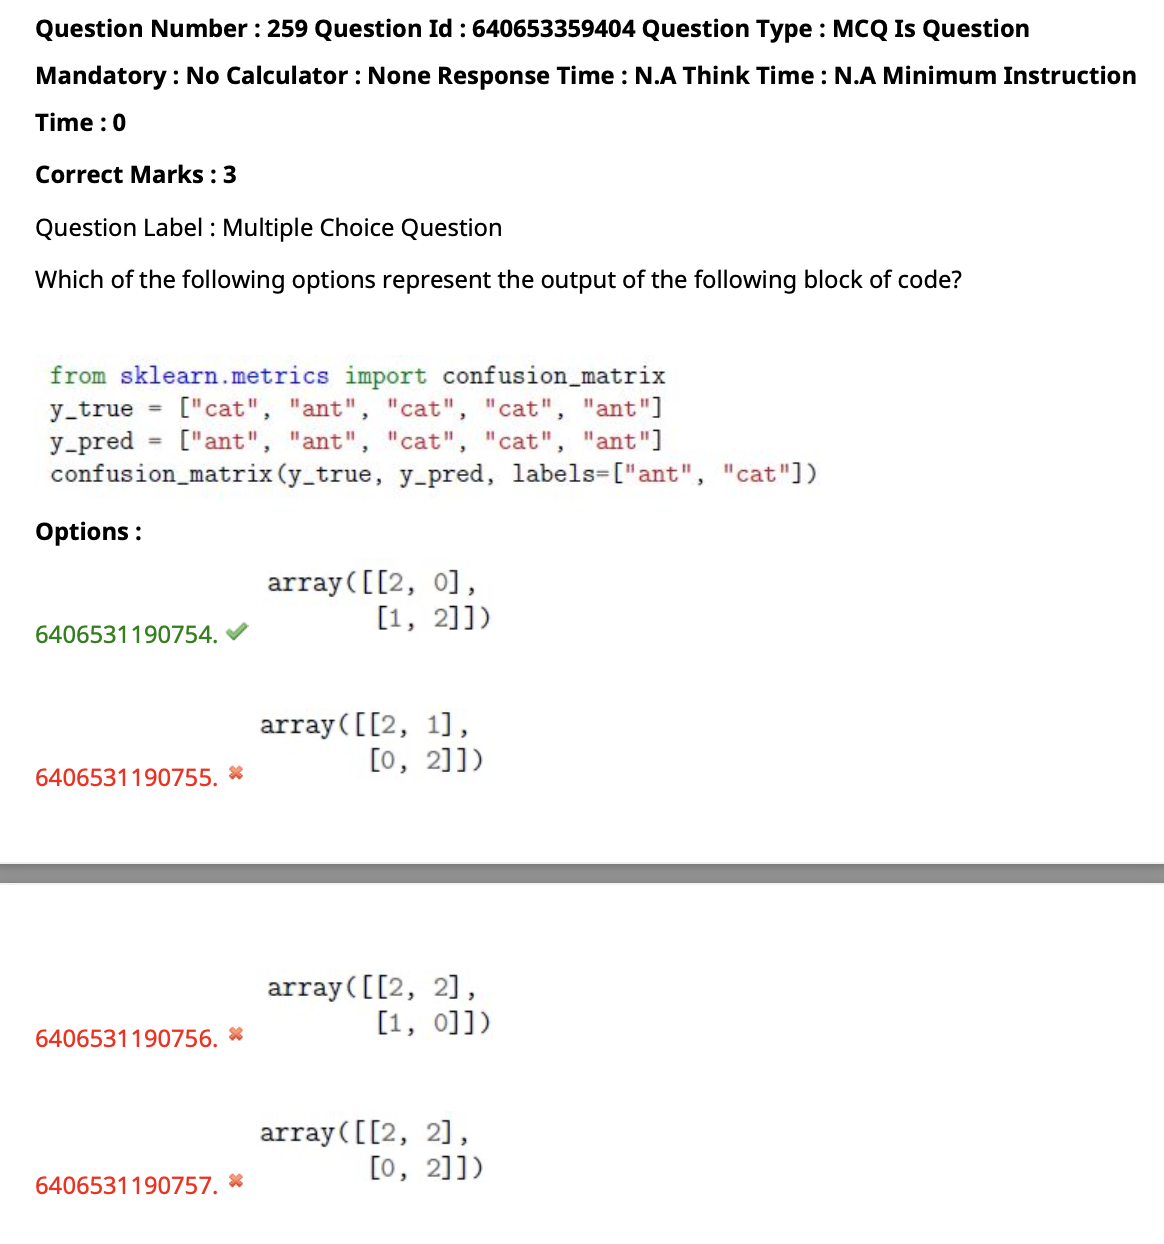 Question Number : 259 Question Id : 640653359404 Question Type : MCQ Is Question
Mandatory : No Calculator : None Response Time : N.A Think Time : N.A Minimum Instruction
Time : 0
Correct Marks : 3
Question Label : Multiple Choice Question
Which of the following options represent the output of the following block of code?
from sklearn.metrics import confusion_matrix
y_true = ["cat", "ant", "cat", "cat", "ant"]
y_pred = ["ant", "ant", "cat", "cat", "ant"]
confusion_matrix(y_true, y_pred, labels=["ant", "cat"])
Options :
array([[2, 0],
[1, 2]])
6406531190754.
array([[2, 1],
[0, 2]])
6406531190755.
array([[2, 2],
[1, 0]])
6406531190756.
array([[2, 2],
[0, 2]])
6406531190757.